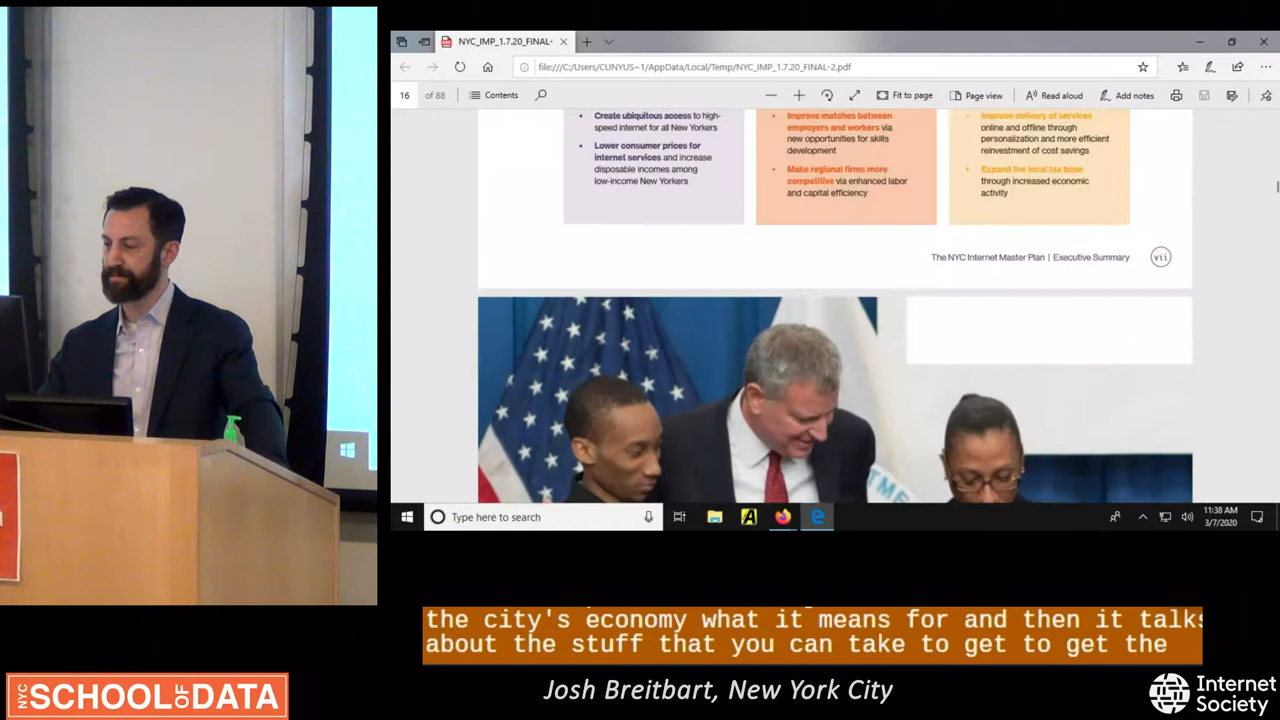 NYC_IMP_1.7.20_FINAL-
file:///C:/Users/CUNYUS~1/AppData/Local/Temp/NYC_IMP_1.7.20_FINAL-2.pdf
16 of 88 Contents Fit to page Page view Read aloud Add notes
• Create ubiquitous access to high-
speed internet for all New Yorkers
• Lower consumer prices for
internet services and increase
disposable incomes among
low-income New Yorkers
Improve matches between
employers and workers via
new opportunities for skills
development
• Make regional firms more
competitive via enhanced labor
and capital efficiency
Improve delivery of services
online and offline through
personalization and more efficient
reinvestment of cost savings
• Expand the local tax base
through increased economic
activity
The NYC Internet Master Plan | Executive Summary vii
TME
Type here to search
11:38 AM
3/7/2020
the city's economy what it means for and then it talks
about the stuff that you can take to get to get the
Josh Breitbart, New York City
NYC SCHOOL OF DATA
Internet
Society